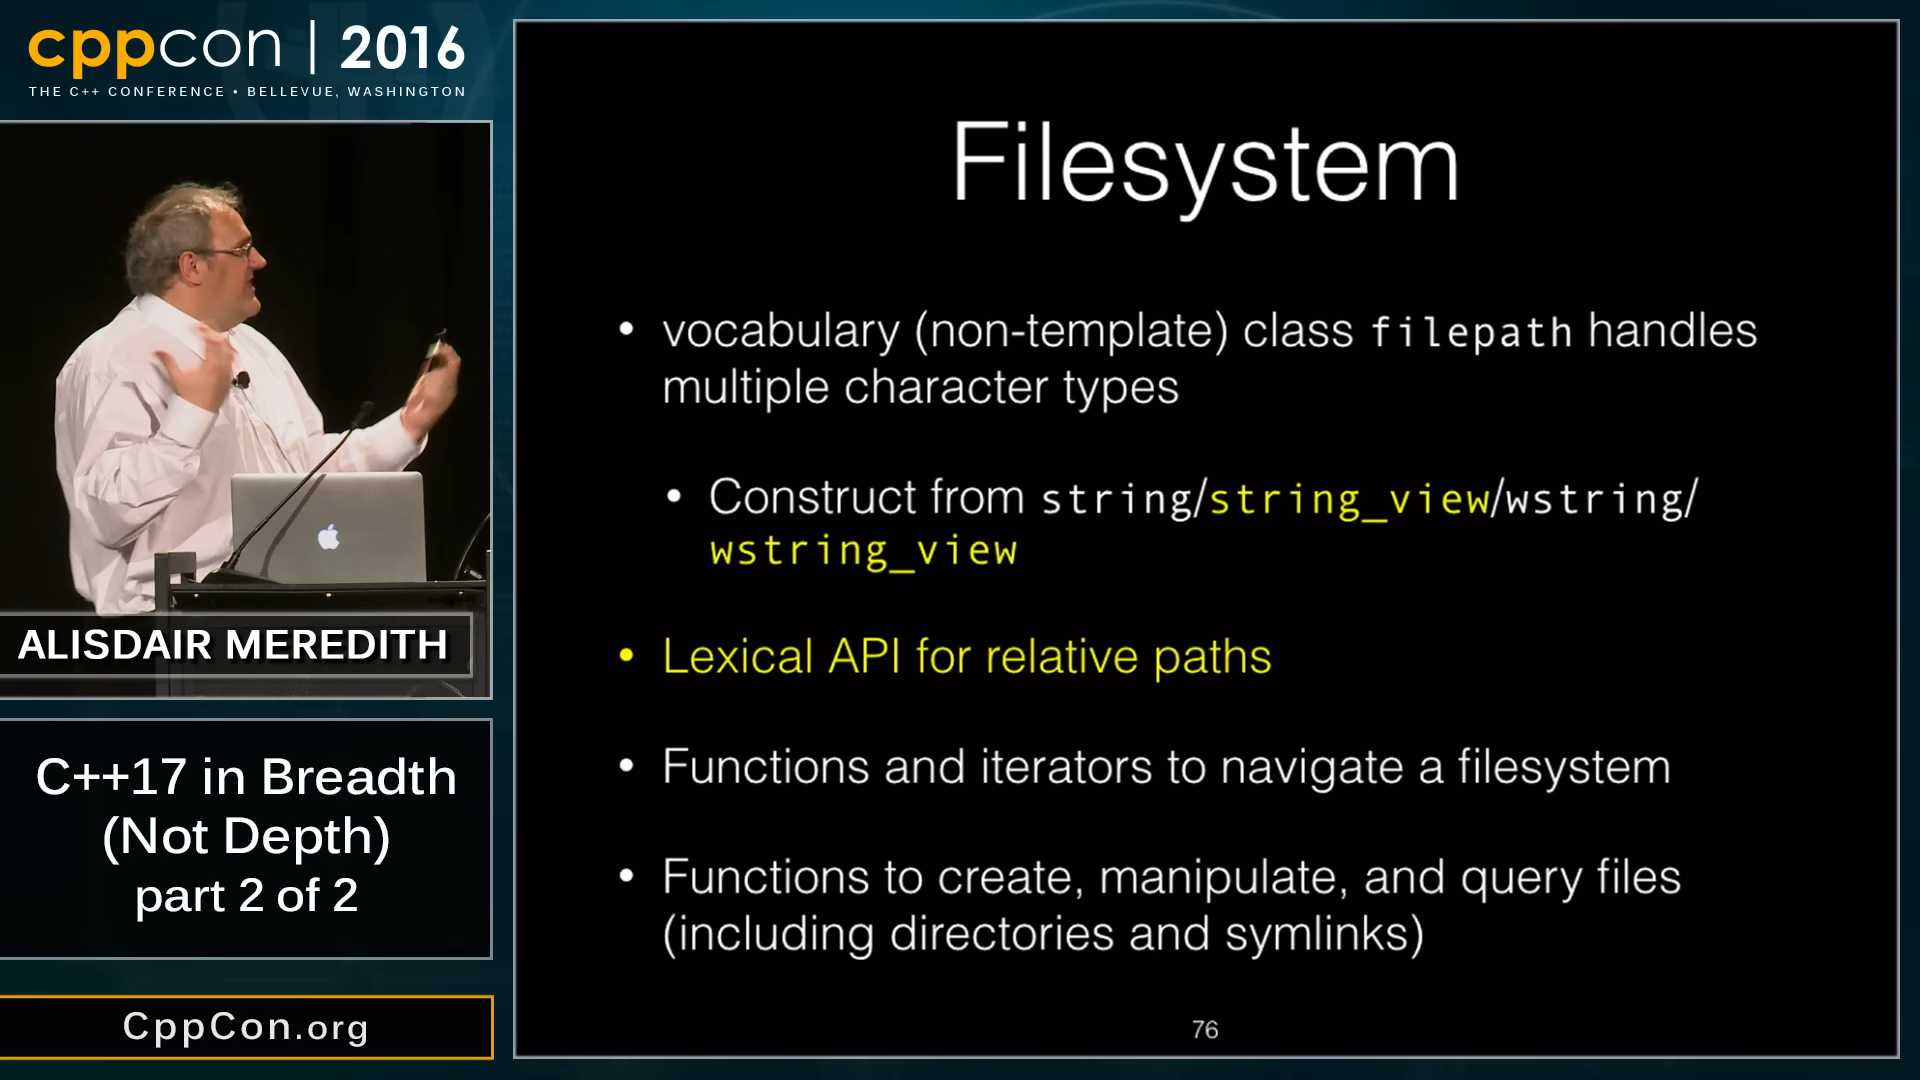 cppcon | 2016
THE C++ CONFERENCE • BELLEVUE, WASHINGTON
ALISDAIR MEREDITH
C++17 in Breadth
(Not Depth)
part 2 of 2
CppCon.org
Filesystem
• vocabulary (non-template) class filepath handles
multiple character types
• Construct from string/string_view/wstring/
wstring_view
• Lexical API for relative paths
• Functions and iterators to navigate a filesystem
• Functions to create, manipulate, and query files
(including directories and symlinks)
76